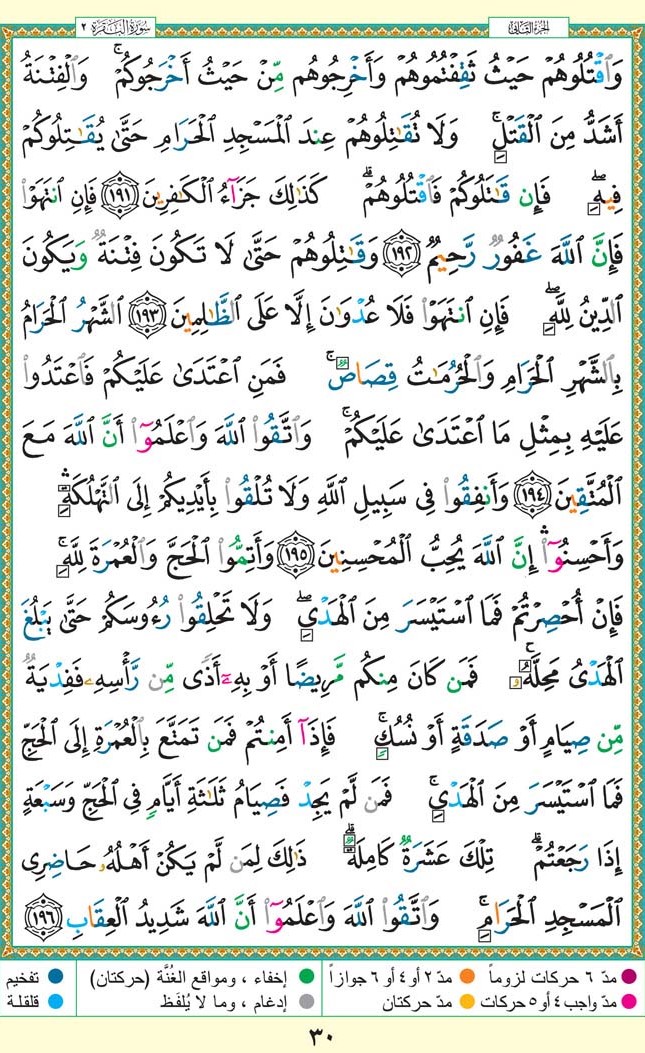 الجزء الثاني
سورة البقرة ٢
وَاقْتُلُوهُمْ حَيْثُ ثَقِفْتُمُوهُمْ وَأَخْرِجُوهُم مِّنْ حَيْثُ أَخْرَجُوكُمْ ۚ وَالْفِتْنَةُ
أَشَدُّ مِنَ الْقَتْلِ ۚ وَلَا تُقَاتِلُوهُمْ عِندَ الْمَسْجِدِ الْحَرَامِ حَتَّىٰ يُقَاتِلُوكُمْ
فِيهِ ۖ فَإِن قَاتَلُوكُمْ فَاقْتُلُوهُمْ ۗ كَذَٰلِكَ جَزَاءُ الْكَافِرِينَ ﴿١٩١﴾ فَإِنِ انتَهَوْا
فَإِنَّ اللَّهَ غَفُورٌ رَّحِيمٌ ﴿١٩٢﴾ وَقَاتِلُوهُمْ حَتَّىٰ لَا تَكُونَ فِتْنَةٌ وَيَكُونَ
الدِّينُ لِلَّهِ ۖ فَإِنِ انتَهَوْا فَلَا عُدْوَانَ إِلَّا عَلَى الظَّالِمِينَ ﴿١٩٣﴾ الشَّهْرُ الْحَرَامُ
بِالشَّهْرِ الْحَرَامِ وَالْحُرُمَاتُ قِصَاصٌ ۚ فَمَنِ اعْتَدَىٰ عَلَيْكُمْ فَاعْتَدُوا
عَلَيْهِ بِمِثْلِ مَا اعْتَدَىٰ عَلَيْكُمْ ۚ وَاتَّقُوا اللَّهَ وَاعْلَمُوا أَنَّ اللَّهَ مَعَ
الْمُتَّقِينَ ﴿١٩٤﴾ وَأَنفِقُوا فِي سَبِيلِ اللَّهِ وَلَا تُلْقُوا بِأَيْدِيكُمْ إِلَى التَّهْلُكَةِ ۛ
وَأَحْسِنُوا ۛ إِنَّ اللَّهَ يُحِبُّ الْمُحْسِنِينَ ﴿١٩٥﴾ وَأَتِمُّوا الْحَجَّ وَالْعُمْرَةَ لِلَّهِ ۚ
فَإِنْ أُحْصِرْتُمْ فَمَا اسْتَيْسَرَ مِنَ الْهَدْيِ ۖ وَلَا تَحْلِقُوا رُءُوسَكُمْ حَتَّىٰ يَبْلُغَ
الْهَدْيُ مَحِلَّهُ ۚ فَمَن كَانَ مِنكُم مَّرِيضًا أَوْ بِهِ أَذًى مِّن رَّأْسِهِ فَفِدْيَةٌ
مِّن صِيَامٍ أَوْ صَدَقَةٍ أَوْ نُسُكٍ ۚ فَإِذَا أَمِنتُمْ فَمَن تَمَتَّعَ بِالْعُمْرَةِ إِلَى الْحَجِّ
فَمَا اسْتَيْسَرَ مِنَ الْهَدْيِ ۚ فَمَن لَّمْ يَجِدْ فَصِيَامُ ثَلَاثَةِ أَيَّامٍ فِي الْحَجِّ وَسَبْعَةٍ
إِذَا رَجَعْتُمْ ۗ تِلْكَ عَشَرَةٌ كَامِلَةٌ ۗ ذَٰلِكَ لِمَن لَّمْ يَكُنْ أَهْلُهُ حَاضِرِي
الْمَسْجِدِ الْحَرَامِ ۚ وَاتَّقُوا اللَّهَ وَاعْلَمُوا أَنَّ اللَّهَ شَدِيدُ الْعِقَابِ ﴿١٩٦﴾
مدّ ٦ حركات لزوماً مدّ ٢ أو ٤ أو ٦ جوازاً إخفاء ، ومواقع الغُنَّة (حركتان) تفخيم
مدّ واجب ٤ أو ٥ حركات مدّ حركتان إدغام ، وما لا يُلفَظ قلقلة
٣٠